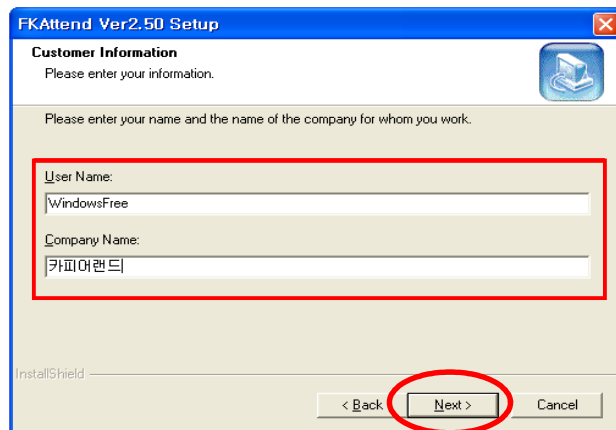 FKAttend Ver2.50 Setup
Customer Information
Please enter your information.
Please enter your name and the name of the company for whom you work.
User Name:
WindowsFree
Company Name:
카피어랜드
InstallShield
< Back
Next >
Cancel